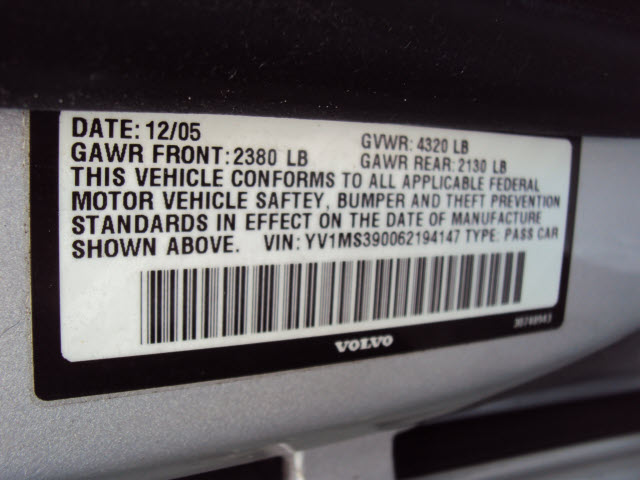 DATE: 12/05 GVWR: 4320 LB
GAWR FRONT: 2380 LB GAWR REAR: 2130 LB
THIS VEHICLE CONFORMS TO ALL APPLICABLE FEDERAL
MOTOR VEHICLE SAFTEY, BUMPER AND THEFT PREVENTION
STANDARDS IN EFFECT ON THE DATE OF MANUFACTURE
SHOWN ABOVE. VIN: YV1MS390062194147 TYPE: PASS CAR
VOLVO